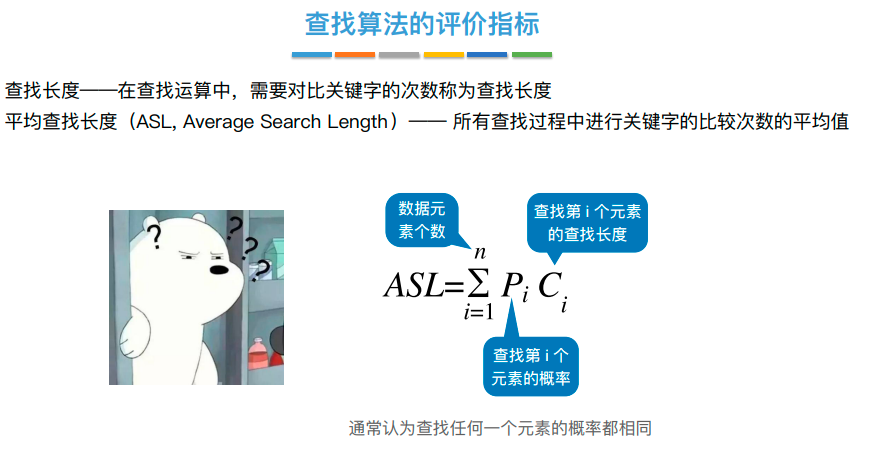 查找算法的评价指标
查找长度——在查找运算中，需要对比关键字的次数称为查找长度
平均查找长度（ASL, Average Search Length）—— 所有查找过程中进行关键字的比较次数的平均值
? ? ? ?
数据元
素个数
查找第 i 个元素
的查找长度
ASL=∑ⁿᵢ₌₁ Pᵢ Cᵢ
查找第 i 个
元素的概率
通常认为查找任何一个元素的概率都相同